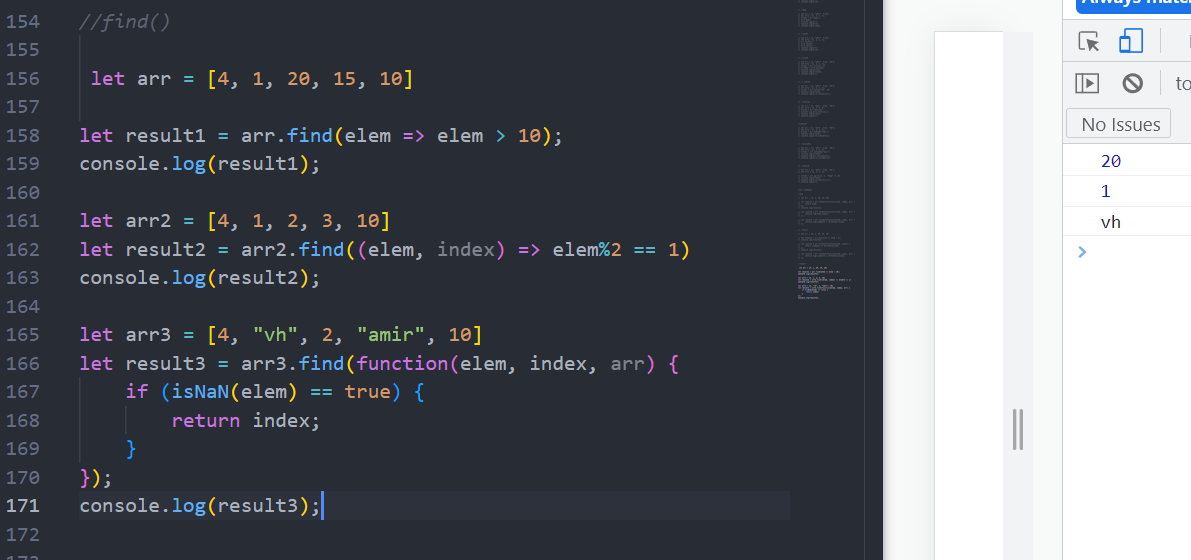 154 //find()
155
156 let arr = [4, 1, 20, 15, 10]
157
158 let result1 = arr.find(elem => elem > 10);
159 console.log(result1);
160
161 let arr2 = [4, 1, 2, 3, 10]
162 let result2 = arr2.find((elem, index) => elem%2 == 1)
163 console.log(result2);
164
165 let arr3 = [4, "vh", 2, "amir", 10]
166 let result3 = arr3.find(function(elem, index, arr) {
167 if (isNaN(elem) == true) {
168 return index;
169 }
170 });
171 console.log(result3);
172
to
No Issues
20
1
vh